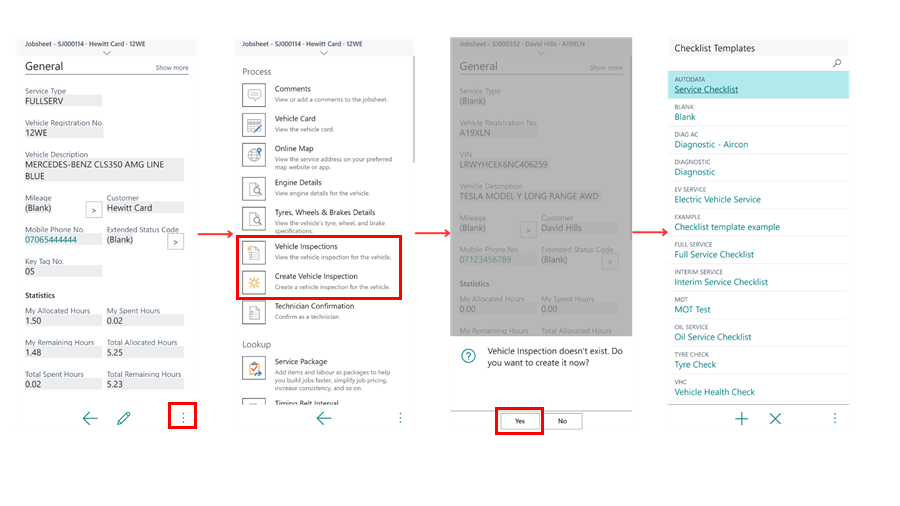 Jobsheet - SJ000114 · Hewitt Card · 12WE
General
Show more
Service Type
FULLSERV
Vehicle Registration No.
12WE
Vehicle Description
MERCEDES-BENZ CLS350 AMG LINE
BLUE
Mileage
Customer
(Blank)
>
Hewitt Card
Mobile Phone No.
Extended Status Code
07065444444
(Blank)
>
Key Tag No.
05
Statistics
My Allocated Hours
My Spent Hours
1.50
0.02
My Remaining Hours
Total Allocated Hours
1.48
5.25
Total Spent Hours
Total Remaining Hours
0.02
5.23
Jobsheet - SJ000114 · Hewitt Card · 12WE
Process
Comments
View or add a comments to the jobsheet.
Vehicle Card
View the vehicle card.
Online Map
View the service address on your preferred
map website or app.
Engine Details
View engine details for the vehicle.
Tyres, Wheels & Brakes Details
View the vehicle's tyre, wheel, and brake
specifications.
Vehicle Inspections
View the vehicle inspection for the vehicle.
Create Vehicle Inspection
Create a vehicle inspection for the vehicle.
Technician Confirmation
Confirm as a technician.
Lookup
Service Package
Add items and labour as packages to help
you build jobs faster, simplify job pricing,
increase consistency, and so on.
Timing Belt Interval
Jobsheet - SJ000332 · David Hills · A19XLN
General
Show more
Service Type
(Blank)
Vehicle Registration No.
A19XLN
VIN
LRWYHCEK6NC406259
Vehicle Description
TESLA MODEL Y LONG RANGE AWD
Mileage
Customer
(Blank)
>
David Hills
Mobile Phone No.
Extended Status Code
07123456789
(Blank)
>
Statistics
My Allocated Hours
My Spent Hours
0.00
0.00
My Remaining Hours
Total Allocated Hours
Vehicle Inspection doesn't exist. Do
you want to create it now?
Yes
No
Checklist Templates
AUTODATA
Service Checklist
BLANK
Blank
DIAG AC
Diagnostic - Aircon
DIAGNOSTIC
Diagnostic
EV SERVICE
Electric Vehicle Service
EXAMPLE
Checklist template example
FULL SERVICE
Full Service Checklist
INTERIM SERVICE
Interim Service Checklist
MOT
MOT Test
OIL SERVICE
Oil Service Checklist
TYRE CHECK
Tyre Check
VHC
Vehicle Health Check